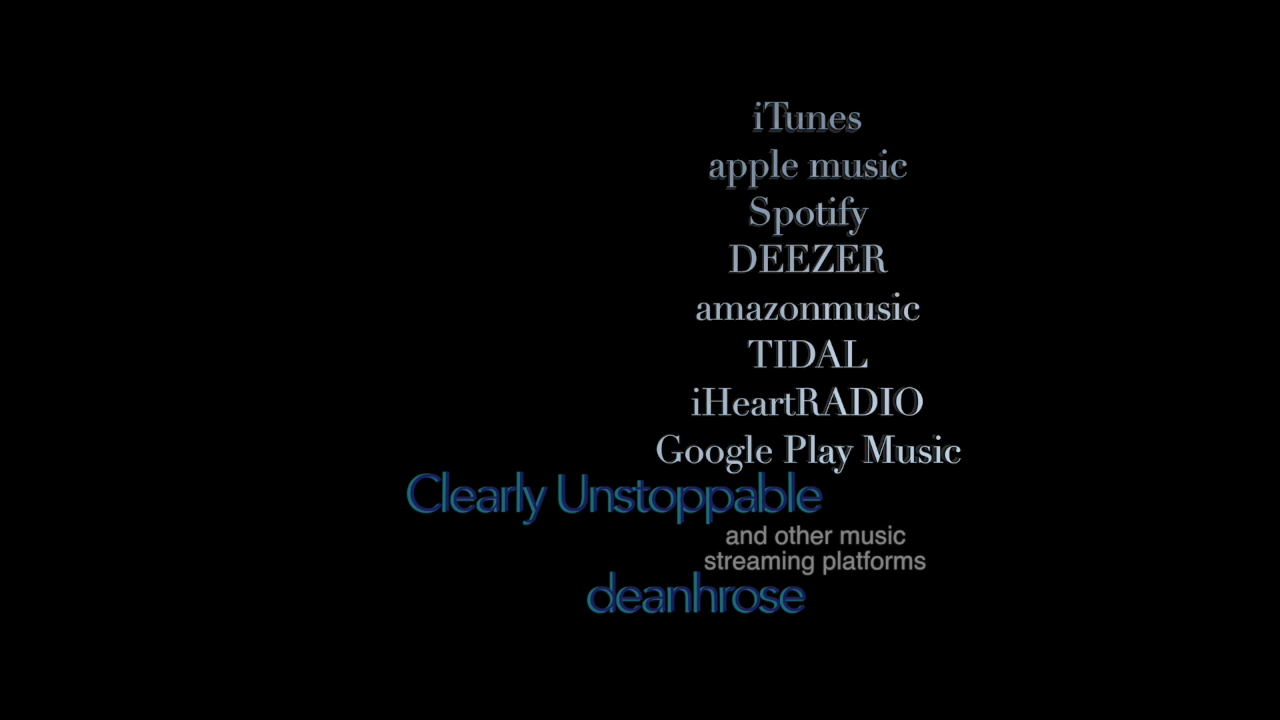 iTunes
apple music
Spotify
DEEZER
amazonmusic
TIDAL
iHeartRADIO
Google Play Music
Clearly Unstoppable
and other music
streaming platforms
deanhrose